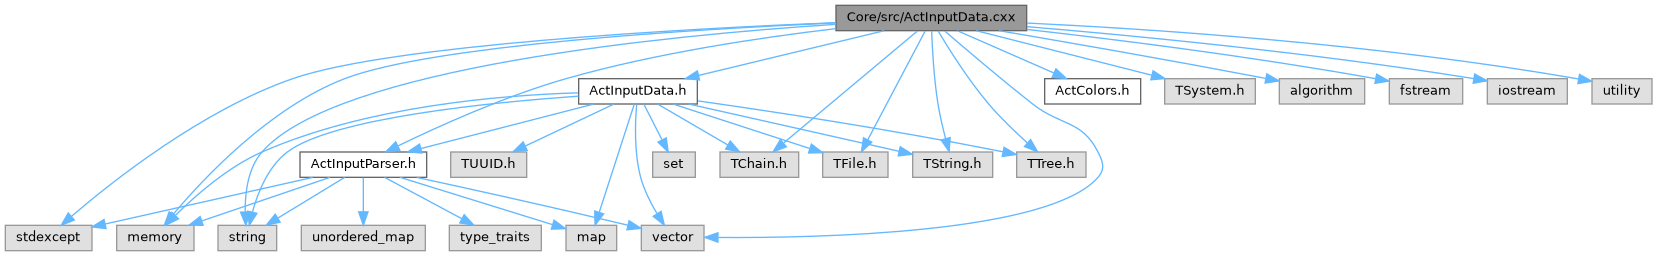 Core/src/ActInputData.cxx
ActInputData.h
ActColors.h
TSystem.h
algorithm
fstream
iostream
utility
ActInputParser.h
TUUID.h
set
TChain.h
TFile.h
TString.h
TTree.h
stdexcept
memory
string
unordered_map
type_traits
map
vector